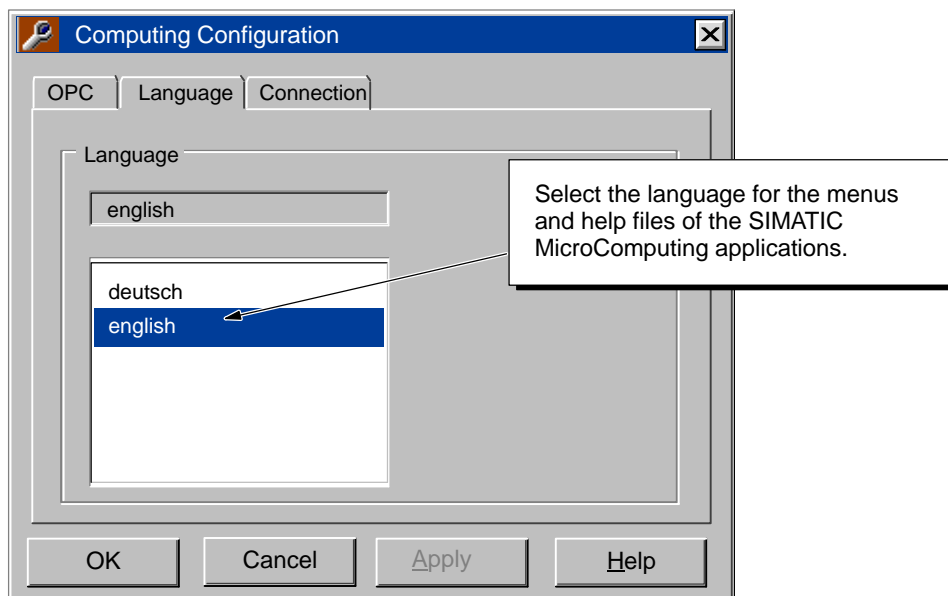 Computing Configuration
OPC Language Connection
Language
english
Select the language for the menus
and help files of the SIMATIC
MicroComputing applications.
deutsch
english
OK Cancel Apply Help